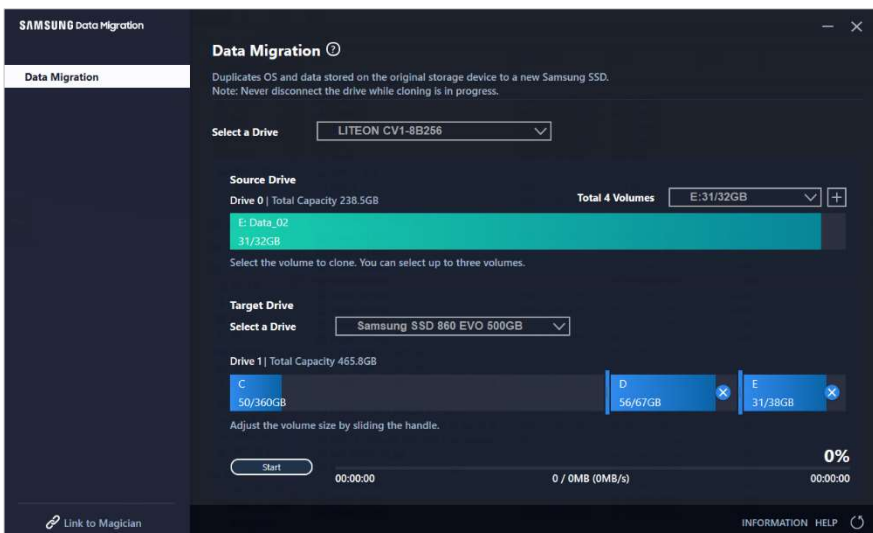 SAMSUNG Data Migration
Data Migration
Data Migration ?
Duplicates OS and data stored on the original storage device to a new Samsung SSD.
Note: Never disconnect the drive while cloning is in progress.
Select a Drive LITEON CV1-8B256
Source Drive
Drive 0 | Total Capacity 238.5GB Total 4 Volumes E:31/32GB +
E: Data_02
31/32GB
Select the volume to clone. You can select up to three volumes.
Target Drive
Select a Drive Samsung SSD 860 EVO 500GB
Drive 1 | Total Capacity 465.8GB
C D E
50/360GB 56/67GB 31/38GB
Adjust the volume size by sliding the handle.
0%
Start
00:00:00 0 / 0MB (0MB/s) 00:00:00
Link to Magician INFORMATION HELP